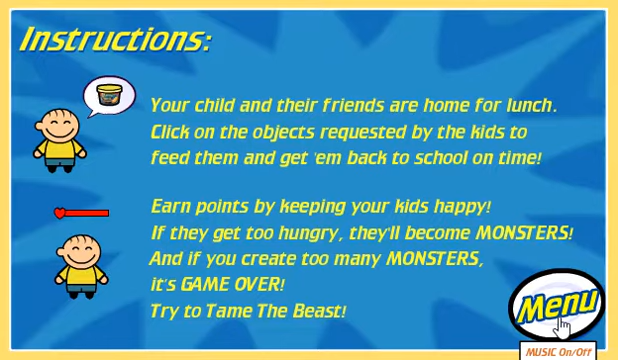 Instructions:
Your child and their friends are home for lunch.
Click on the objects requested by the kids to
feed them and get 'em back to school on time!
Earn points by keeping your kids happy!
If they get too hungry, they'll become MONSTERS!
And if you create too many MONSTERS,
it's GAME OVER!
Try to Tame The Beast!
Menu
MUSIC On/Off